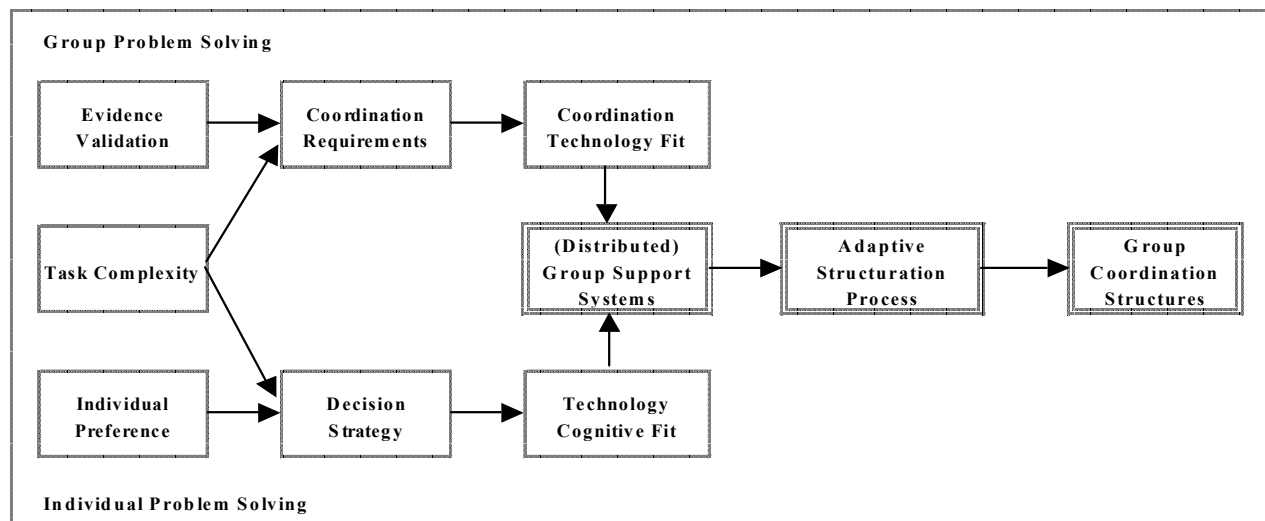 Group Problem Solving
Evidence
Validation
Coordination
Requirements
Coordination
Technology Fit
Task Complexity
(Distributed)
Group Support
Systems
Adaptive
Structuration
Process
Group
Coordination
Structures
Individual
Preference
Decision
Strategy
Technology
Cognitive Fit
Individual Problem Solving